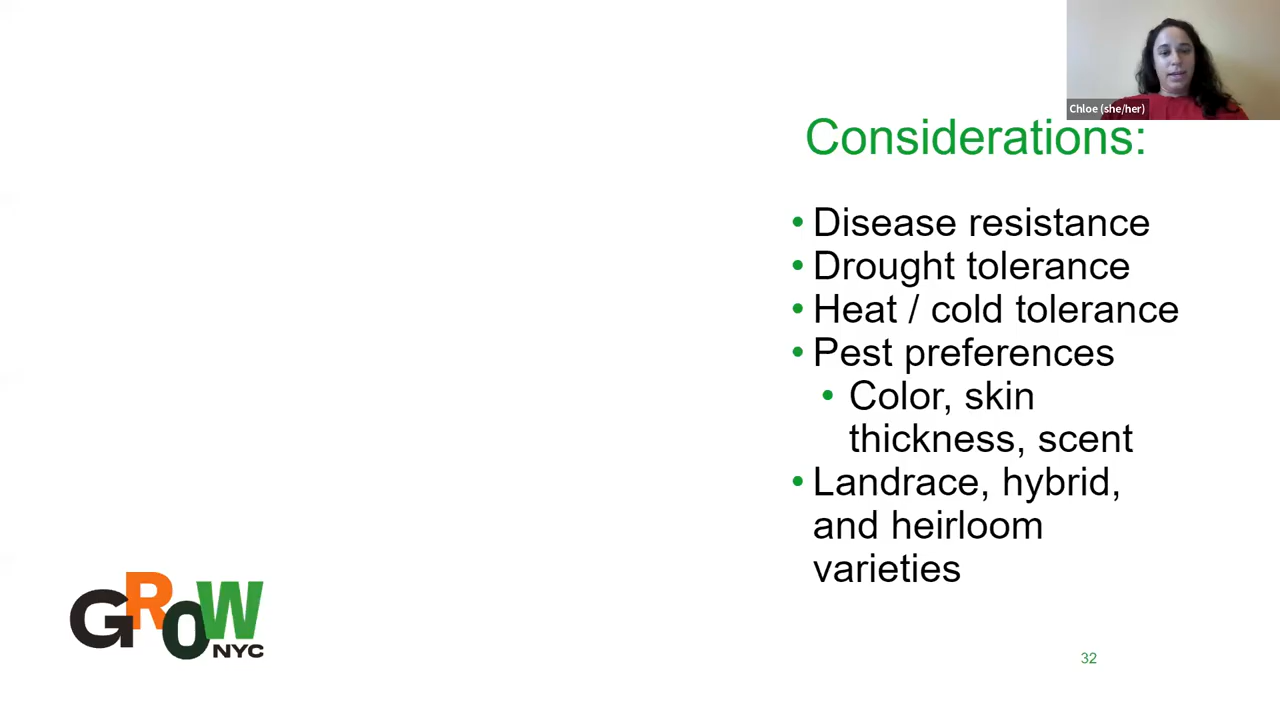 Chloe (she/her)
Considerations:
• Disease resistance
• Drought tolerance
• Heat / cold tolerance
• Pest preferences
• Color, skin
thickness, scent
• Landrace, hybrid,
and heirloom
varieties
GROW
NYC
32